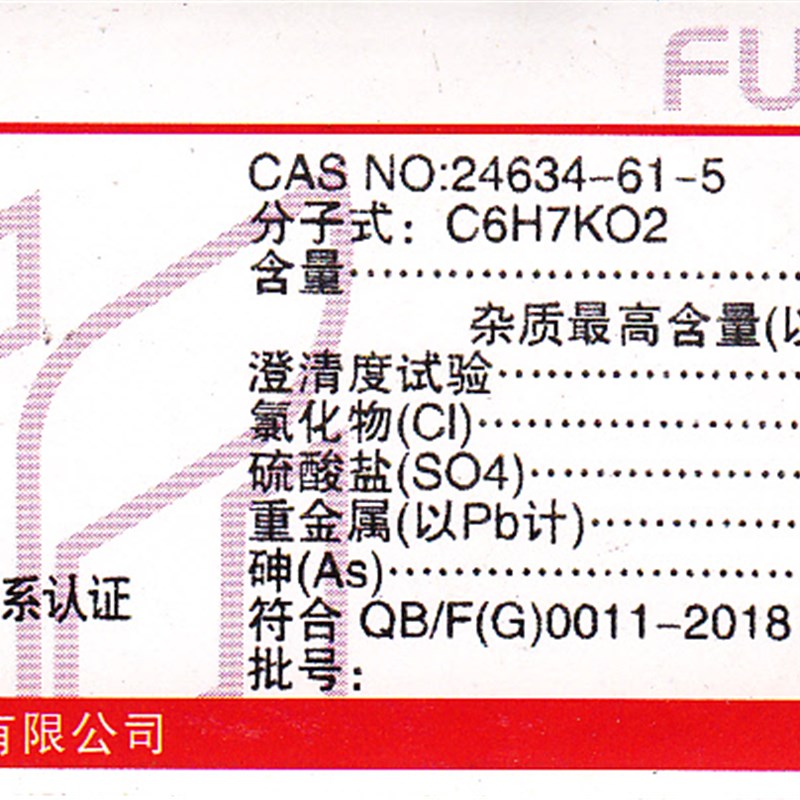 FU
CAS NO:24634-61-5
分子式：C6H7KO2
含量
杂质最高含量(以
澄清度试验
氯化物(Cl)
硫酸盐(SO4)
重金属(以Pb计)
砷(As)
系认证
符合 QB/F(G)0011-2018
批号：
有限公司